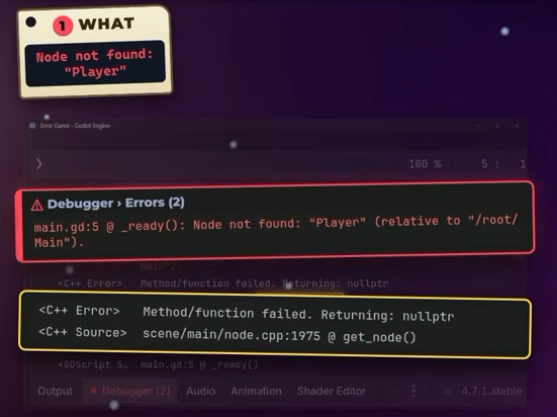 1 WHAT
Node not found:
"Player"
Error Game - Godot Engine
100 % S : 1
Debugger › Errors (2)
main.gd:5 @ _ready(): Node not found: "Player" (relative to "/root/
Main").
Main").
<C++ Error> Method/function failed. Returning: nullptr
<C++ Error> Method/function failed. Returning: nullptr
<C++ Source> scene/main/node.cpp:1975 @ get_node()
<GDScript S… main.gd:5 @ _ready()
Output Debugger (2) Audio Animation Shader Editor 4.7.1.stable